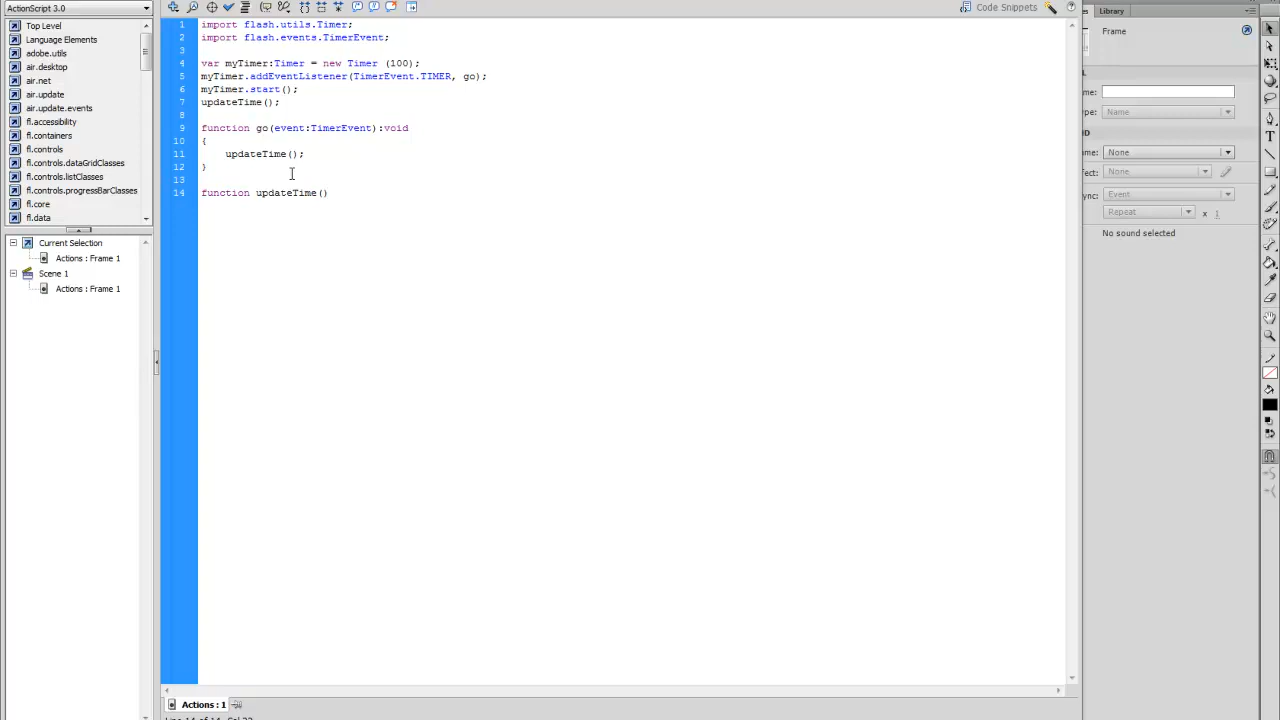 ActionScript 3.0
Top Level
Language Elements
adobe.utils
air.desktop
air.net
air.update
air.update.events
fl.accessibility
fl.containers
fl.controls
fl.controls.dataGridClasses
fl.controls.listClasses
fl.controls.progressBarClasses
fl.core
fl.data
Current Selection
Actions : Frame 1
Scene 1
Actions : Frame 1
Code Snippets
1 import flash.utils.Timer;
2 import flash.events.TimerEvent;
3
4 var myTimer:Timer = new Timer (100);
5 myTimer.addEventListener(TimerEvent.TIMER, go);
6 myTimer.start();
7 updateTime();
8
9 function go(event:TimerEvent):void
10 {
11 updateTime();
12 }
13
14 function updateTime()
Actions : 1
Library
Frame
Name
None
None
Event
Repeat x 1
No sound selected